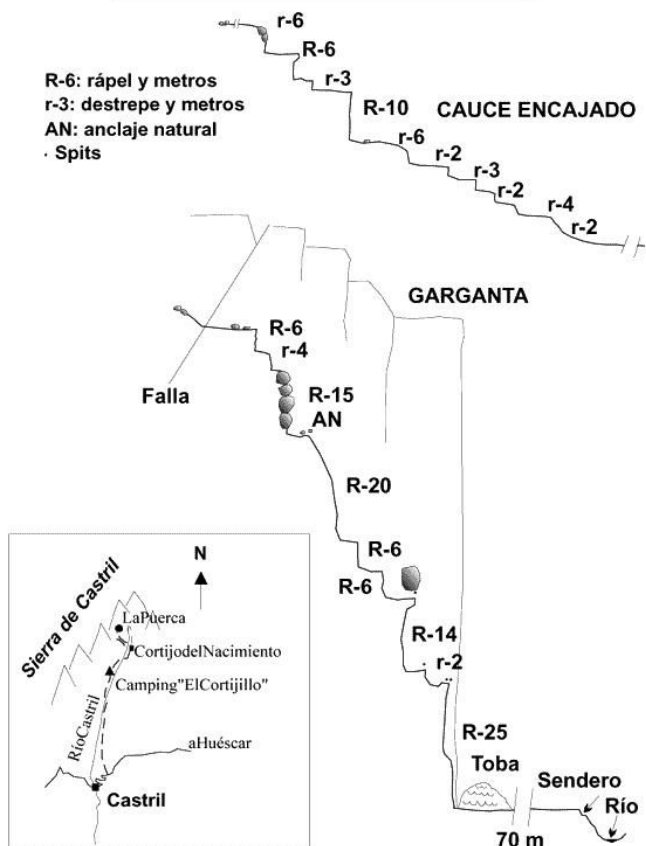 r-6
R-6
r-3
R-6: rápel y metros
r-3: destrepe y metros
AN: anclaje natural
· Spits
R-10
CAUCE ENCAJADO
r-6
r-2
r-3
r-2
r-4
r-2
GARGANTA
R-6
r-4
Falla
R-15
AN
R-20
R-6
R-6
R-14
r-2
R-25
Toba
Sendero
Río
70 m
N
Sierra de Castril
LaPuerca
CortijodelNacimiento
Camping"ElCortijillo"
RíoCastril
aHuéscar
Castril